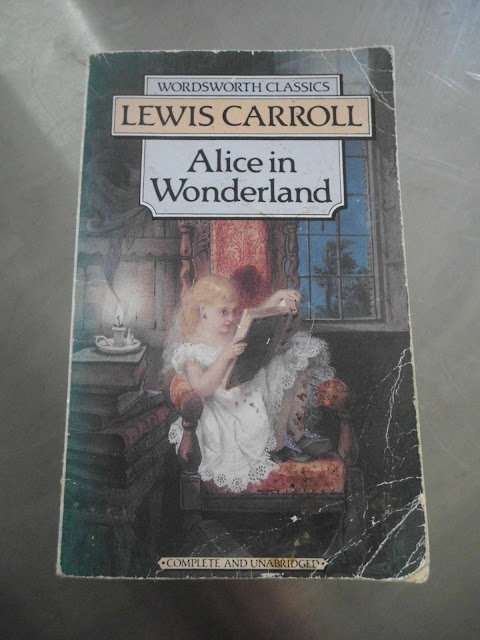 WORDSWORTH CLASSICS
LEWIS CARROLL
Alice in
Wonderland
•COMPLETE AND UNABRIDGED•